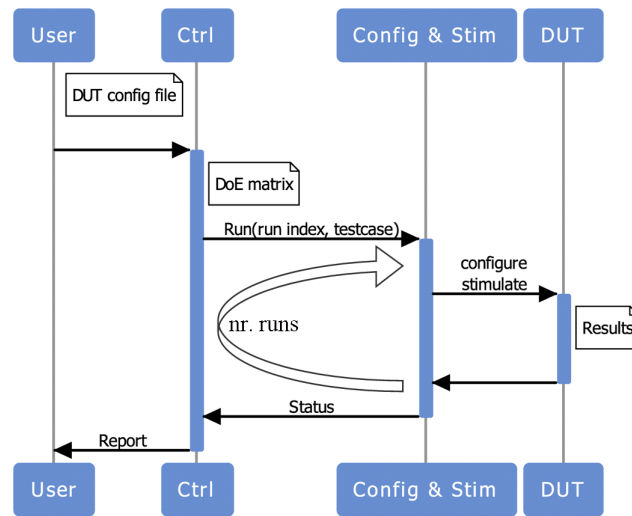 User
Ctrl
Config & Stim
DUT
DUT config file
DoE matrix
Run(run index, testcase)
configure
stimulate
nr. runs
Results
Status
Report
User
Ctrl
Config & Stim
DUT